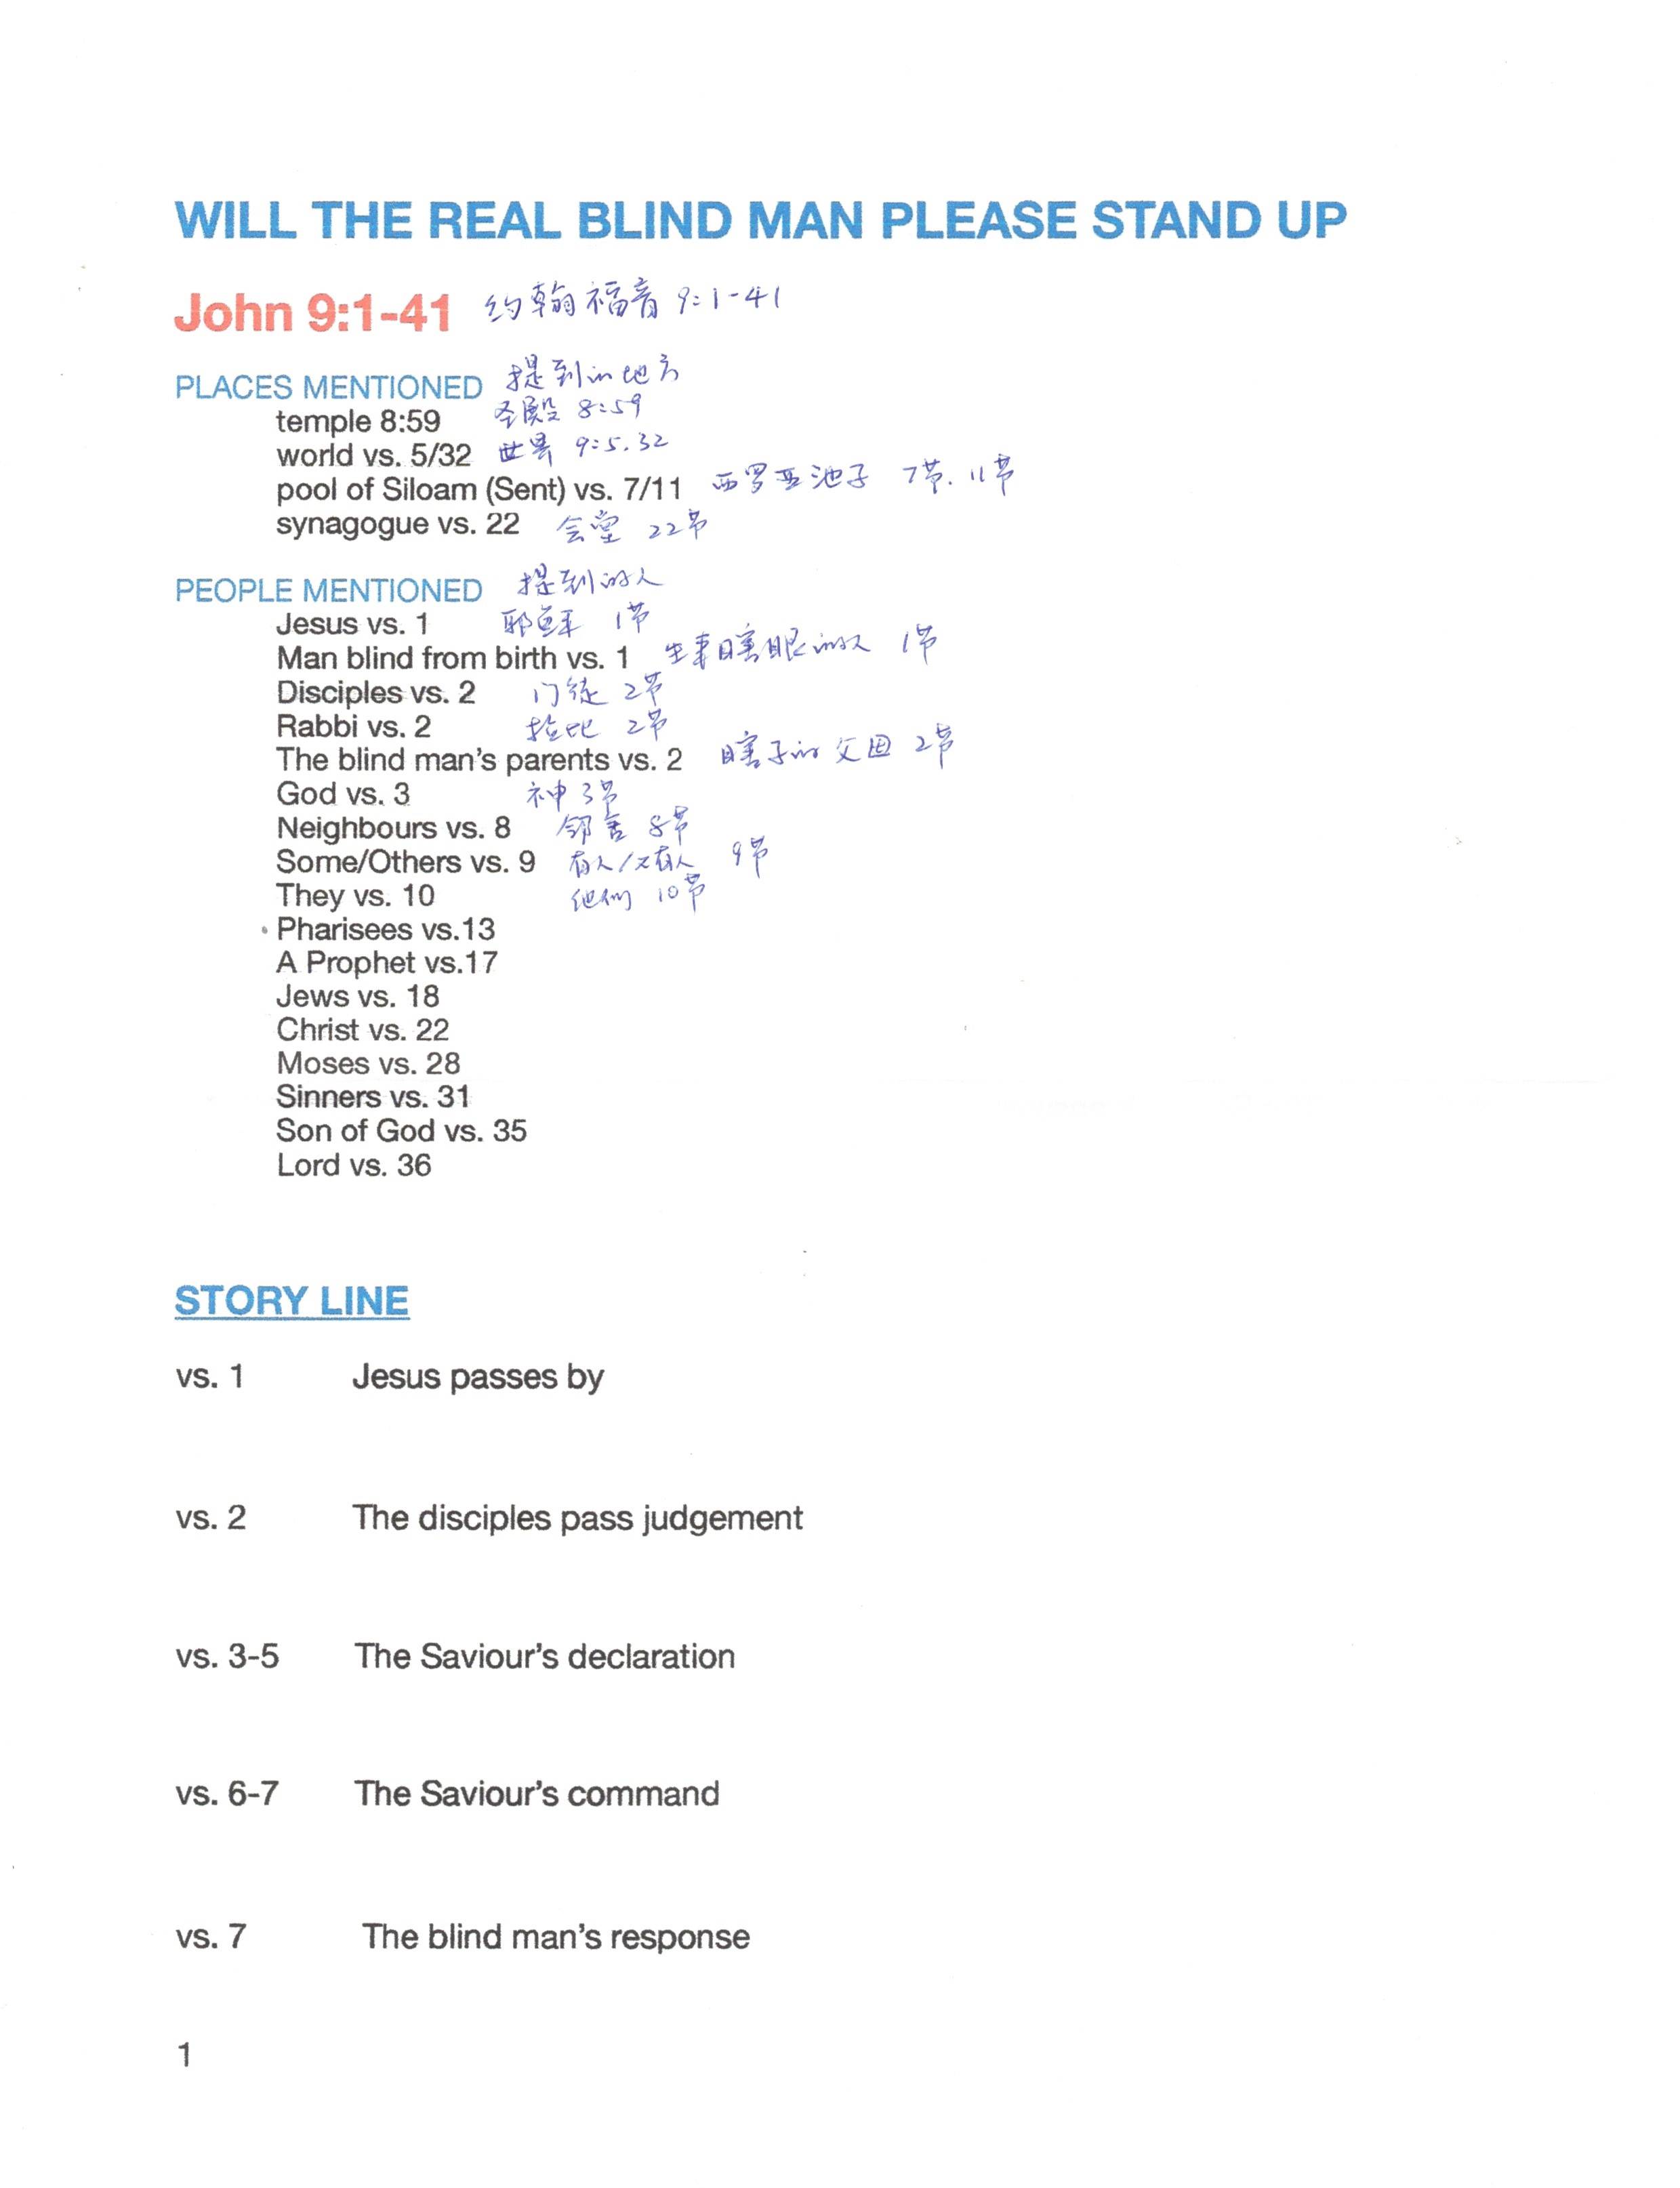 WILL THE REAL BLIND MAN PLEASE STAND UP
John 9:1-41 约翰福音 9:1-41
PLACES MENTIONED 提到的地方
temple 8:59 圣殿 8:59
world vs. 5/32 世界 9:5.32
pool of Siloam (Sent) vs. 7/11 西罗亚池子 7节.11节
synagogue vs. 22 会堂 22节
PEOPLE MENTIONED 提到的人
Jesus vs. 1 耶稣 1节
Man blind from birth vs. 1 生来瞎眼的人 1节
Disciples vs. 2 门徒 2节
Rabbi vs. 2 拉比 2节
The blind man's parents vs. 2 瞎子的父母 2节
God vs. 3 神 3节
Neighbours vs. 8 邻舍 8节
Some/Others vs. 9 有人/又有人 9节
They vs. 10 他们 10节
Pharisees vs.13
A Prophet vs.17
Jews vs. 18
Christ vs. 22
Moses vs. 28
Sinners vs. 31
Son of God vs. 35
Lord vs. 36
STORY LINE
vs. 1 Jesus passes by
vs. 2 The disciples pass judgement
vs. 3-5 The Saviour's declaration
vs. 6-7 The Saviour's command
vs. 7 The blind man's response
1